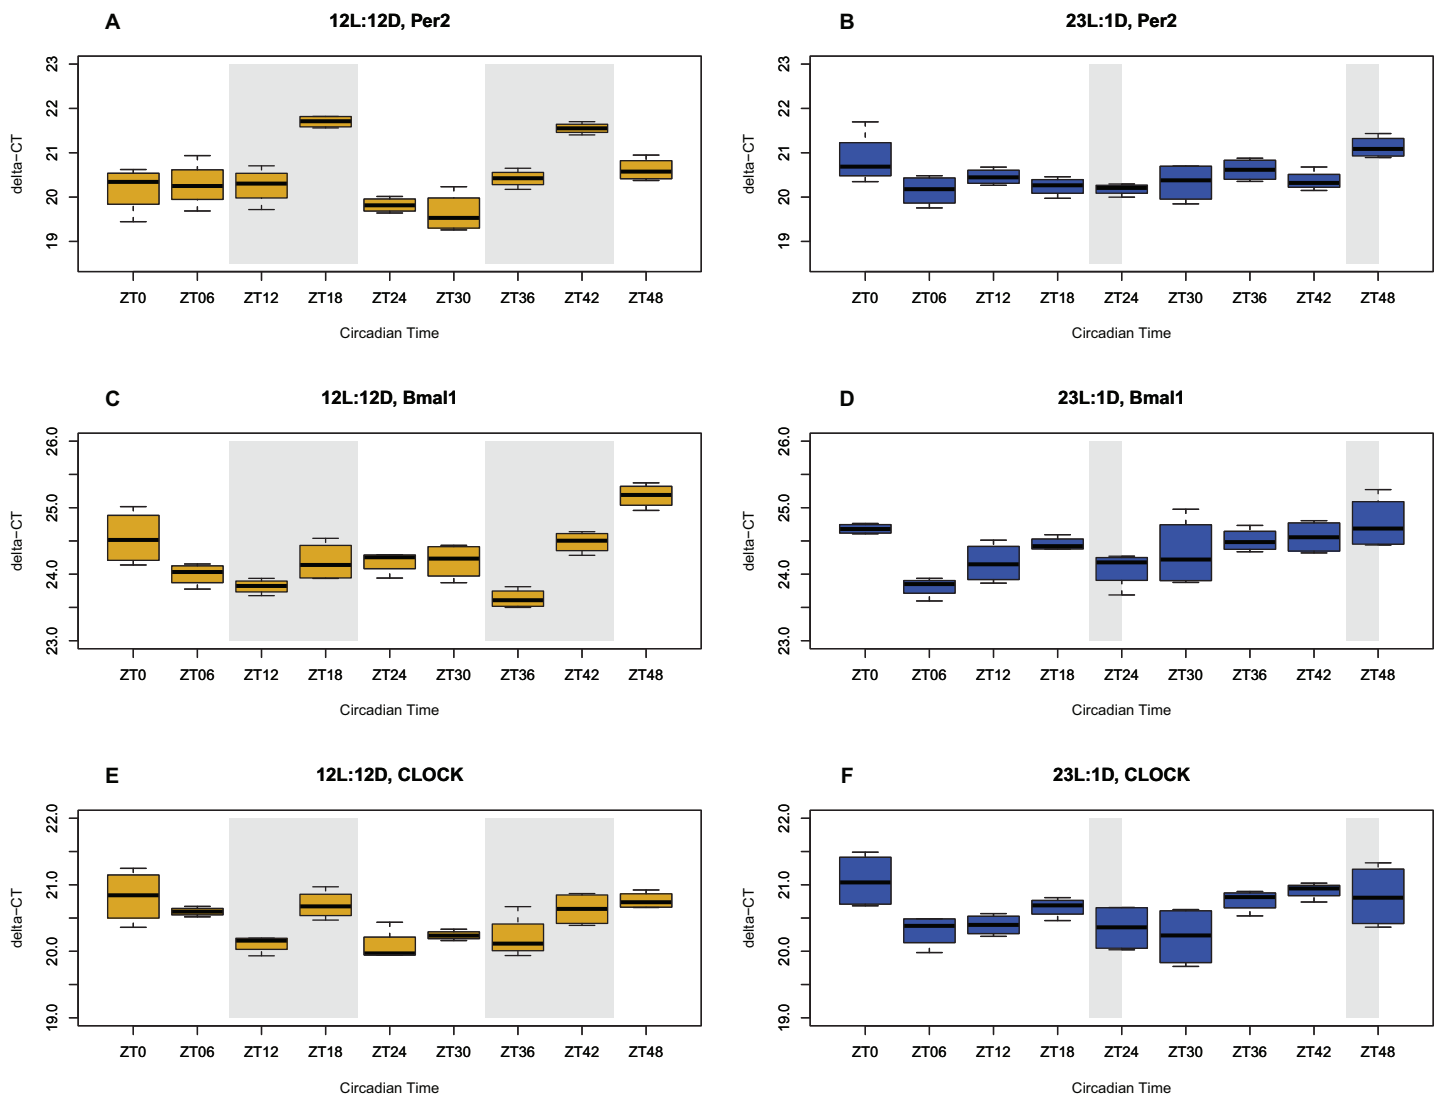 A 12L:12D, Per2
delta−CT
23
22
21
20
19
ZT0 ZT06 ZT12 ZT18 ZT24 ZT30 ZT36 ZT42 ZT48
Circadian Time
B 23L:1D, Per2
delta−CT
23
22
21
20
19
ZT0 ZT06 ZT12 ZT18 ZT24 ZT30 ZT36 ZT42 ZT48
Circadian Time
C 12L:12D, Bmal1
delta−CT
26.0
25.0
24.0
23.0
ZT0 ZT06 ZT12 ZT18 ZT24 ZT30 ZT36 ZT42 ZT48
Circadian Time
D 23L:1D, Bmal1
delta−CT
26.0
25.0
24.0
23.0
ZT0 ZT06 ZT12 ZT18 ZT24 ZT30 ZT36 ZT42 ZT48
Circadian Time
E 12L:12D, CLOCK
delta−CT
22.0
21.0
20.0
19.0
ZT0 ZT06 ZT12 ZT18 ZT24 ZT30 ZT36 ZT42 ZT48
Circadian Time
F 23L:1D, CLOCK
delta−CT
22.0
21.0
20.0
19.0
ZT0 ZT06 ZT12 ZT18 ZT24 ZT30 ZT36 ZT42 ZT48
Circadian Time